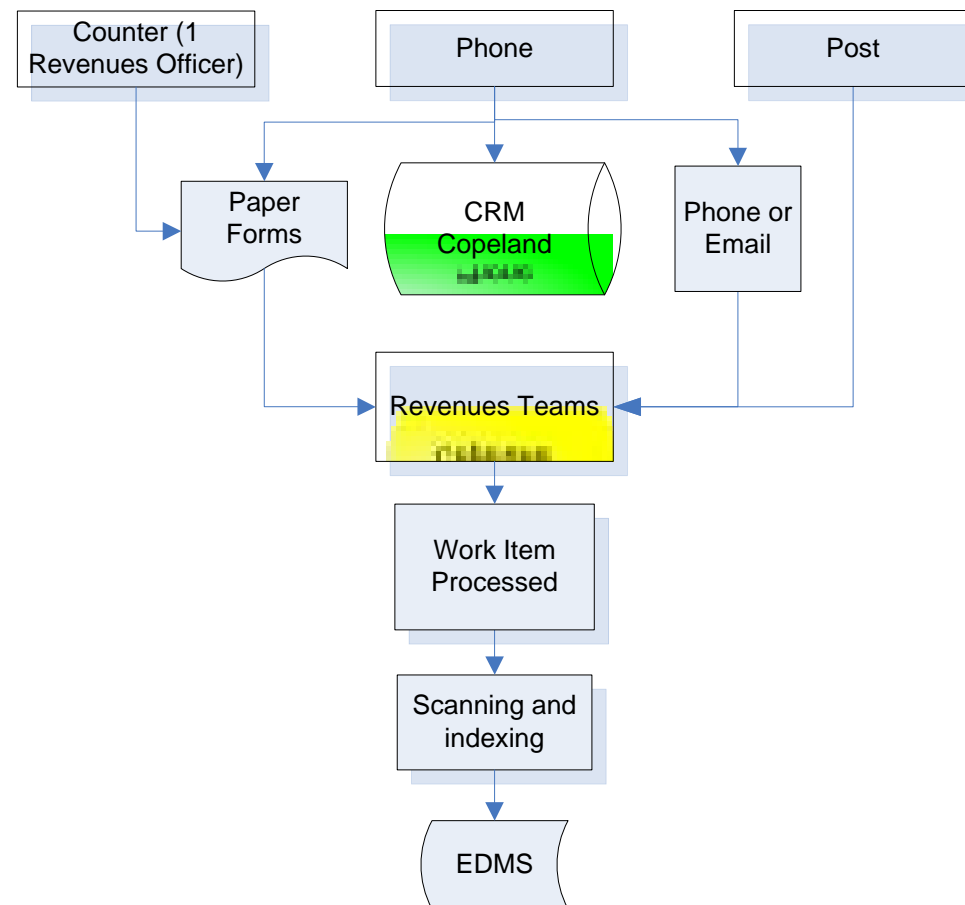 Counter (1
Revenues Officer)
Phone
Post
Paper
Forms
CRM
Copeland
Phone or
Email
Revenues Teams
Work Item
Processed
Scanning and
indexing
EDMS